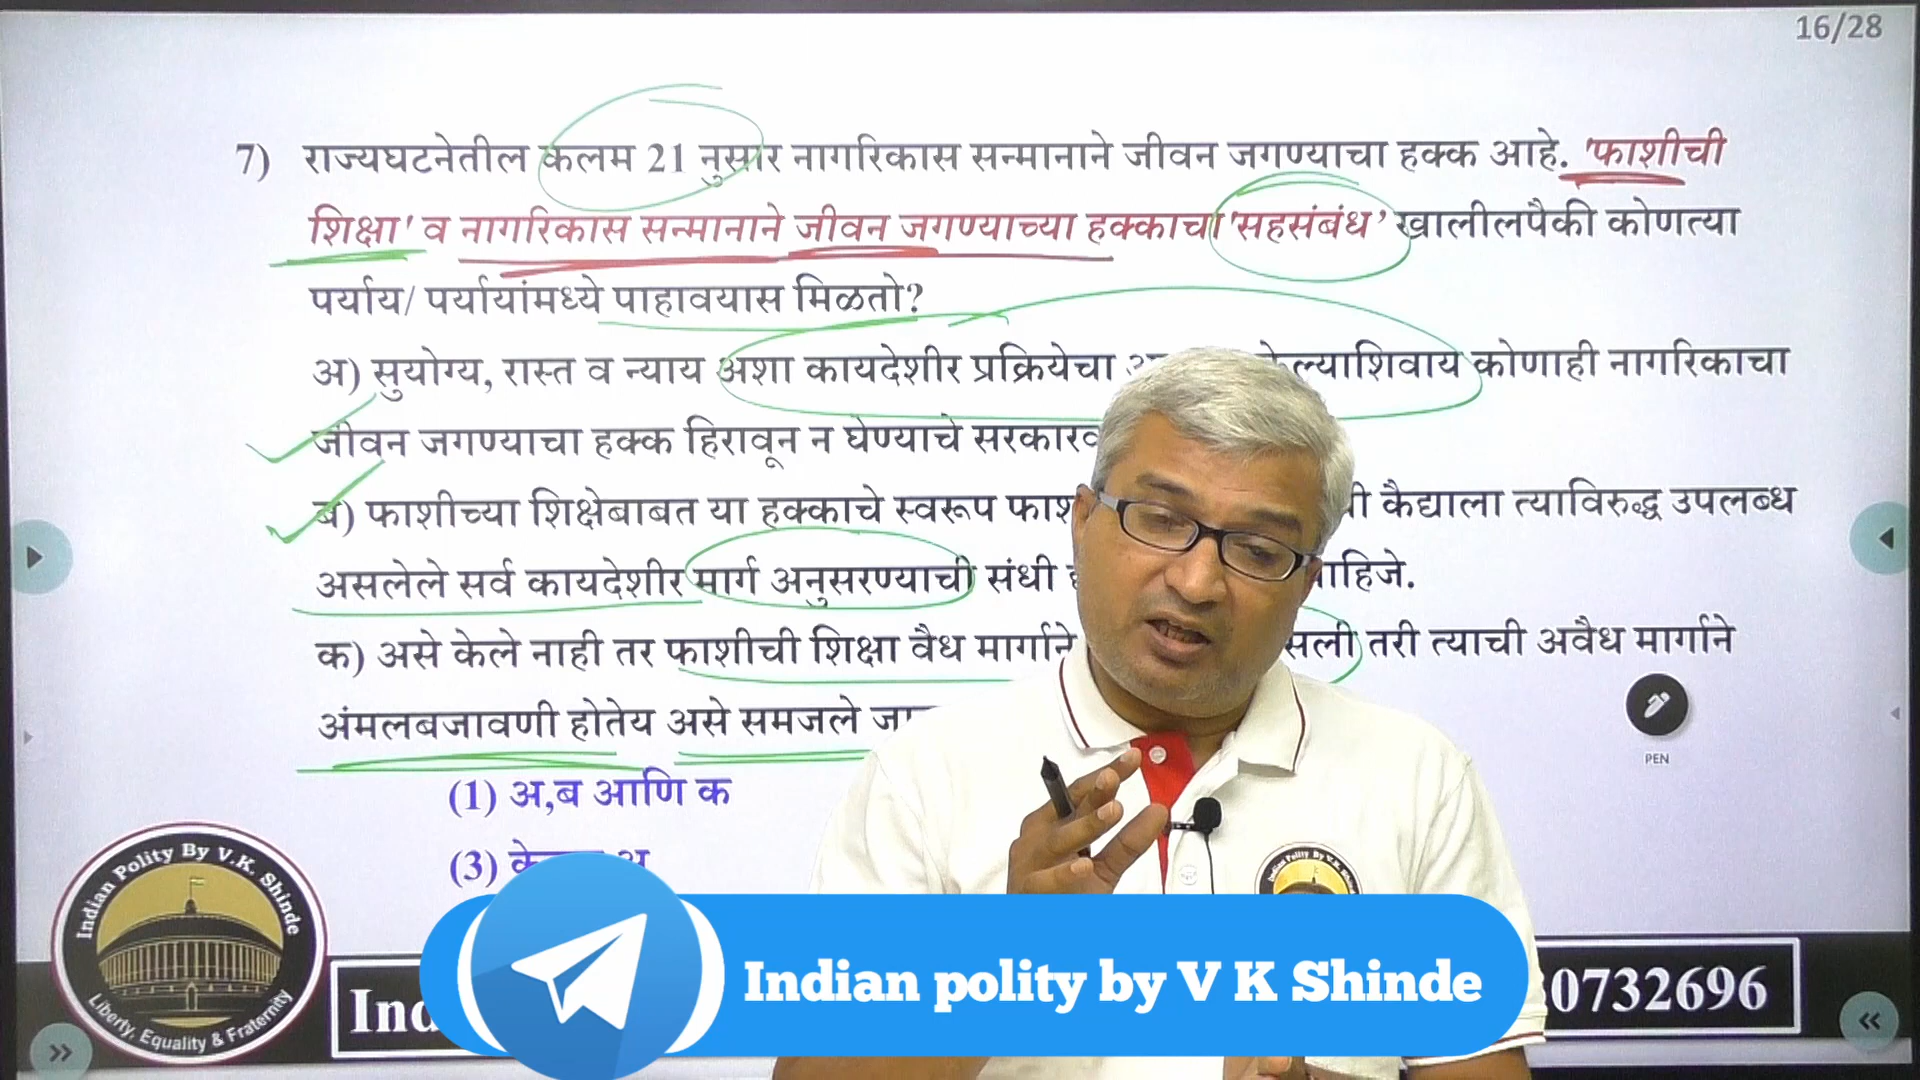 16/28
7) राज्यघटनेतील कलम 21 नुसार नागरिकास सन्मानाने जीवन जगण्याचा हक्क आहे. 'फाशीची
शिक्षा' व नागरिकास सन्मानाने जीवन जगण्याच्या हक्काचा 'सहसंबंध' खालीलपैकी कोणत्या
पर्याय/ पर्यायांमध्ये पाहावयास मिळतो?
अ) सुयोग्य, रास्त व न्याय अशा कायदेशीर प्रक्रियेचा केल्याशिवाय कोणाही नागरिकाचा
जीवन जगण्याचा हक्क हिरावून न घेण्याचे
ब) फाशीच्या शिक्षेबाबत या हक्काचे स्वरूप कैद्याला त्याविरुद्ध उपलब्ध
असलेले सर्व कायदेशीर मार्ग अनुसरण्याची संधी पाहिजे.
क) असे केले नाही तर फाशीची शिक्षा वैध मार्गाने तरी त्याची अवैध मार्गाने
अंमलबजावणी होतेय असे समजले
(1) अ,ब आणि क
(3)
PEN
Indian Polity By V.K. Shinde
Liberty, Equality & Fraternity
Indian polity by V K Shinde
0732696